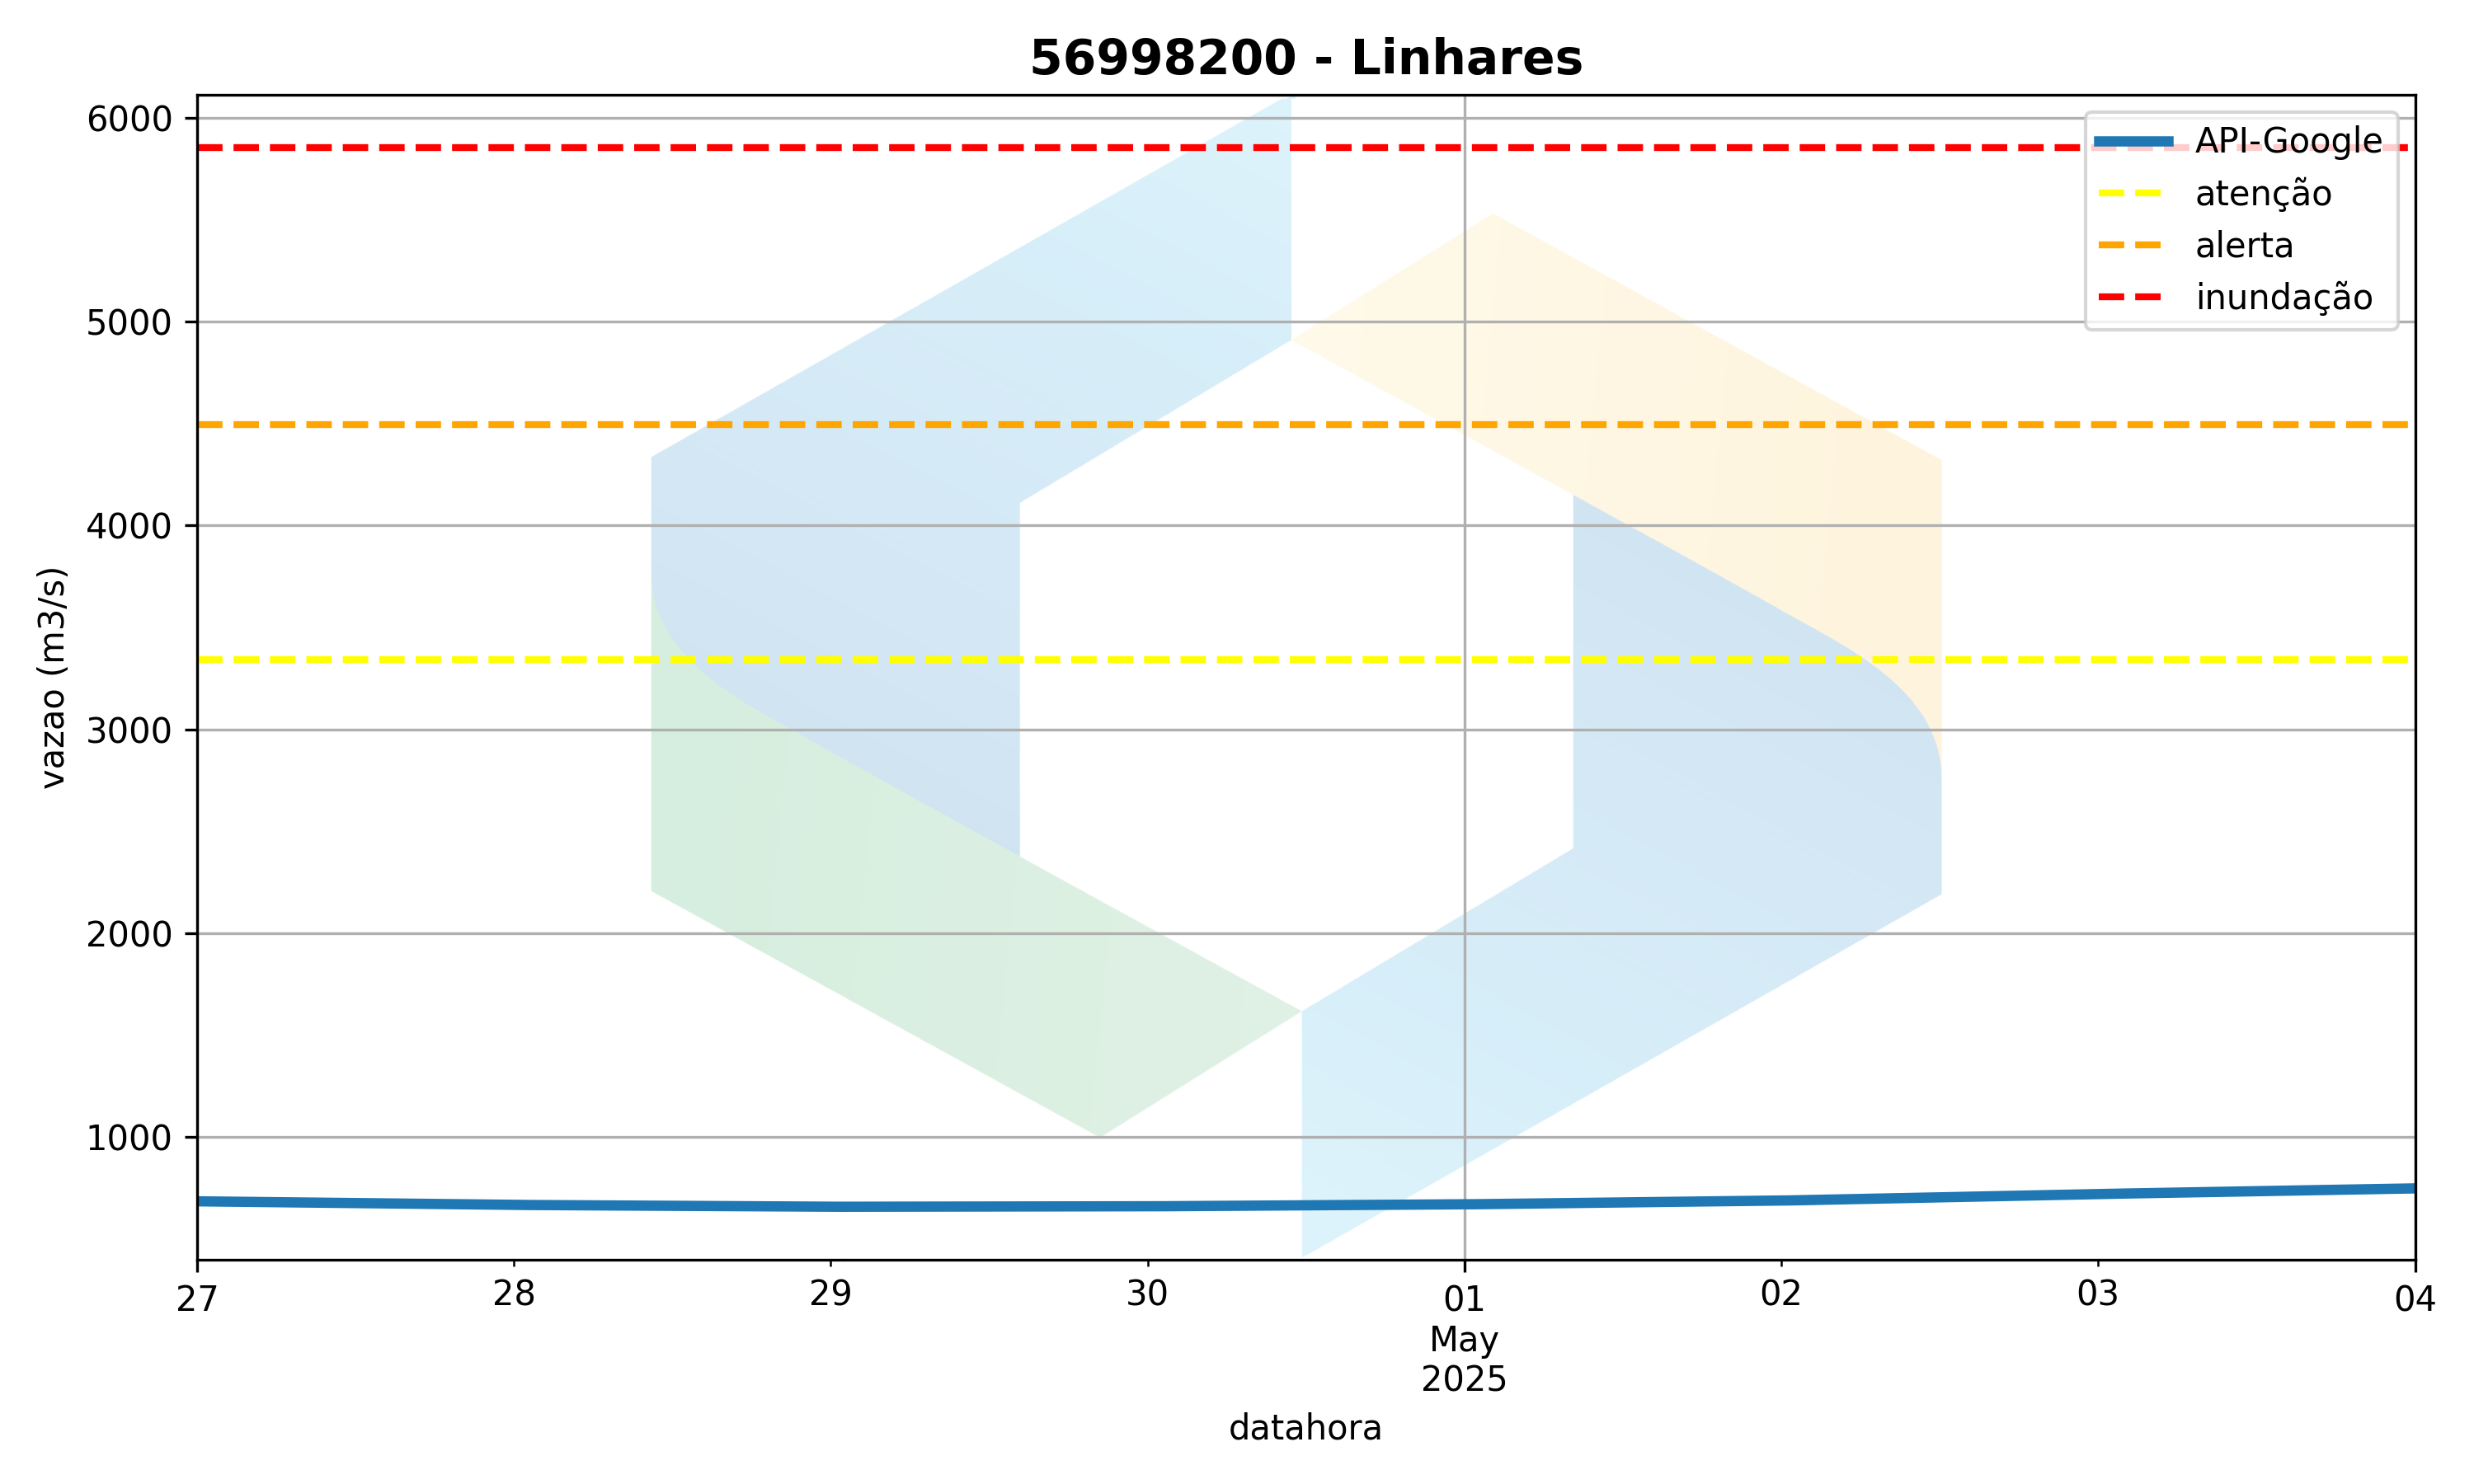 56998200 - Linhares
6000
5000
4000
3000
2000
1000
vazao (m3/s)
API-Google
atenção
alerta
inundação
27 28 29 30 01 02 03 04
May
2025
datahora